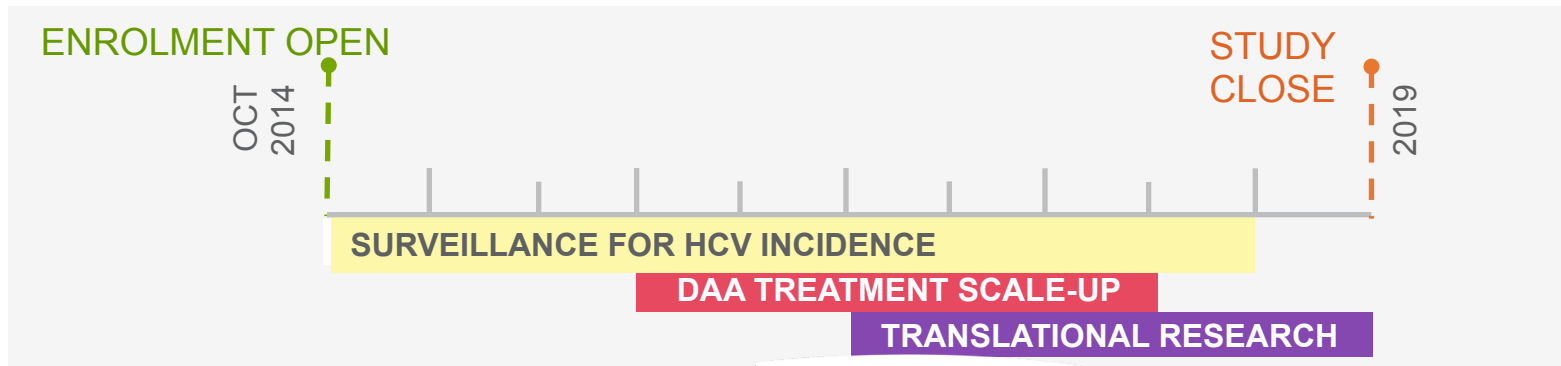 ENROLMENT OPEN
OCT
2014
STUDY
CLOSE
2019
SURVEILLANCE FOR HCV INCIDENCE
DAA TREATMENT SCALE-UP
TRANSLATIONAL RESEARCH